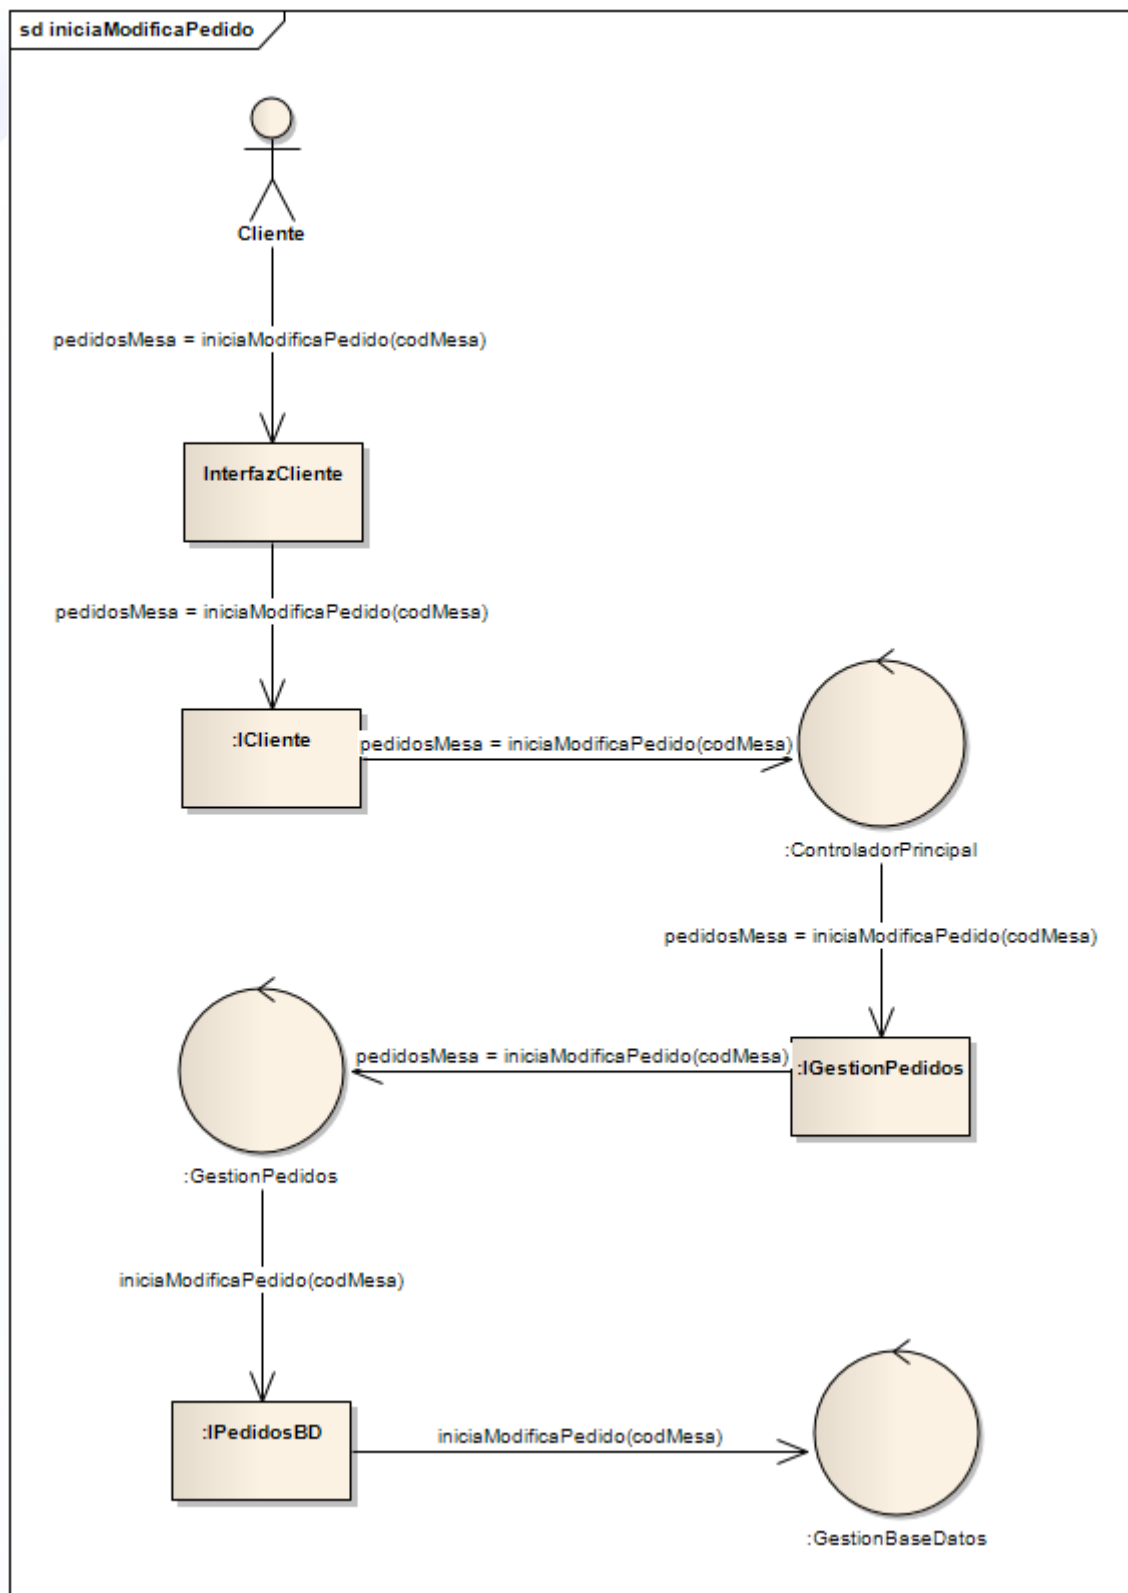 sd iniciaModificaPedido
Cliente
pedidosMesa = iniciaModificaPedido(codMesa)
InterfazCliente
pedidosMesa = iniciaModificaPedido(codMesa)
:ICliente
pedidosMesa = iniciaModificaPedido(codMesa)
:ControladorPrincipal
pedidosMesa = iniciaModificaPedido(codMesa)
pedidosMesa = iniciaModificaPedido(codMesa)
:IGestionPedidos
:GestionPedidos
iniciaModificaPedido(codMesa)
:IPedidosBD
iniciaModificaPedido(codMesa)
:GestionBaseDatos